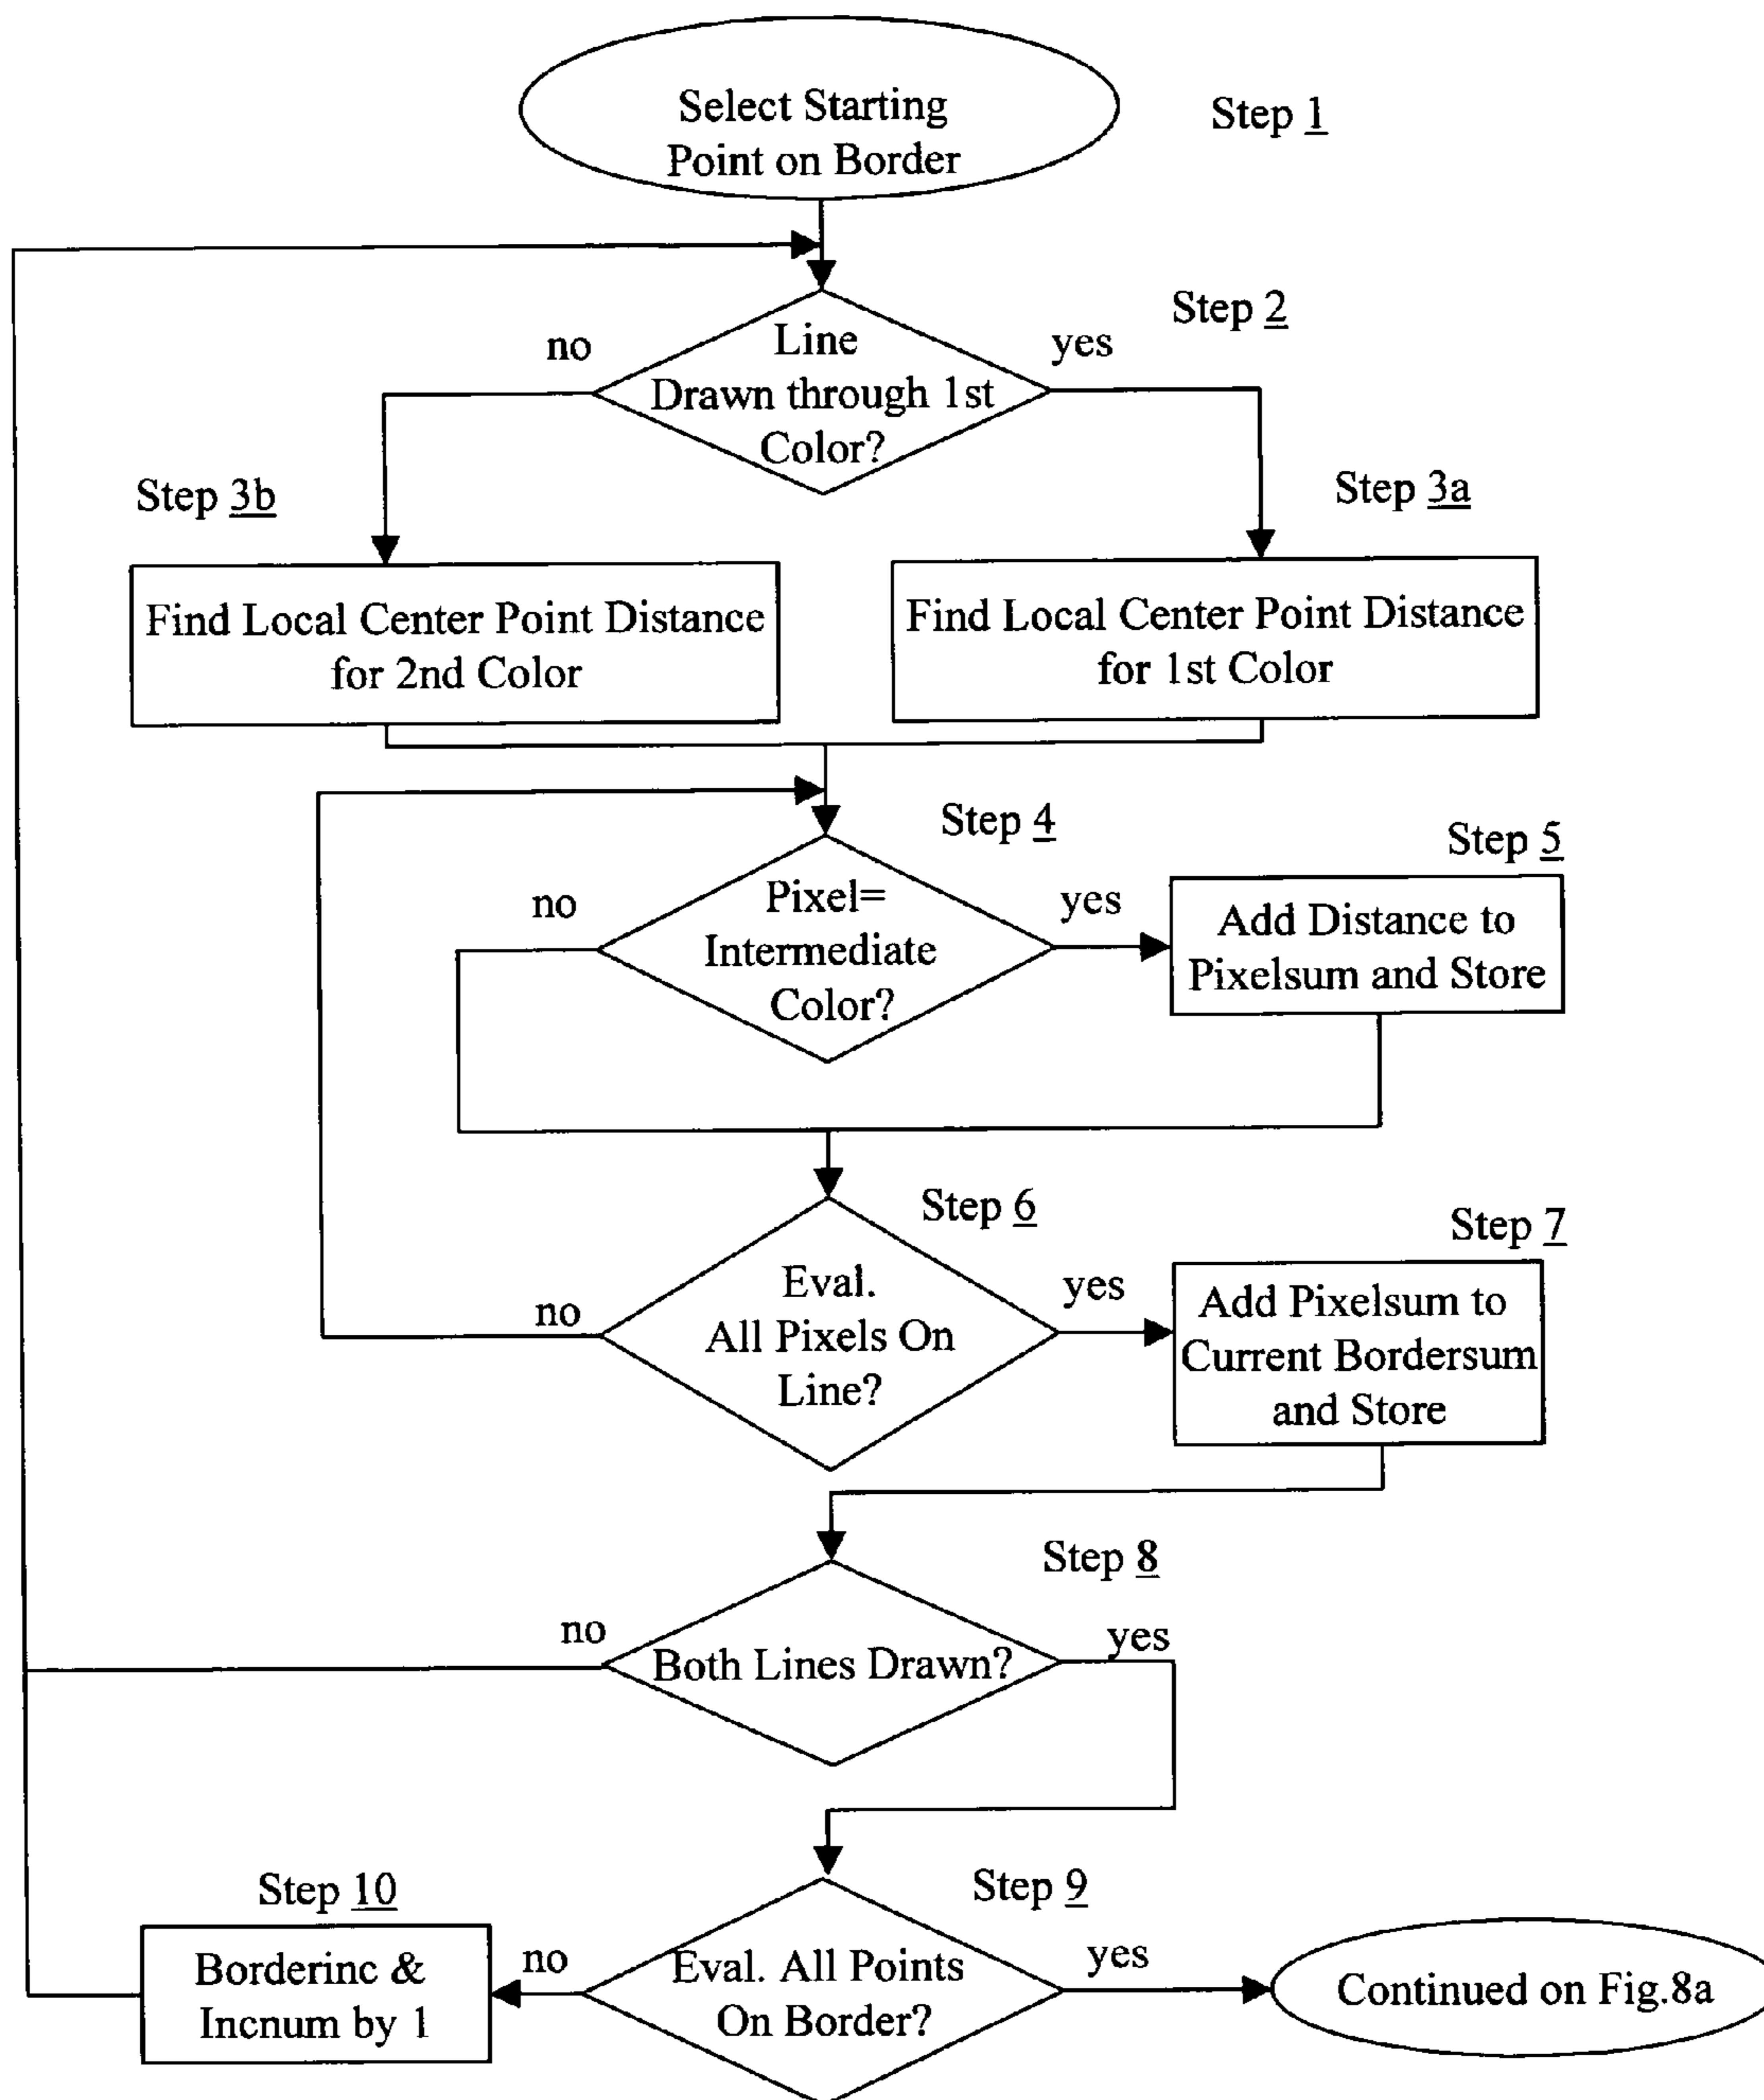 Select Starting
Point on Border
Step 1
Step 2
no
Line
Drawn through 1st
Color?
yes
Step 3b
Step 3a
Find Local Center Point Distance
for 2nd Color
Find Local Center Point Distance
for 1st Color
Step 4
Step 5
no
Pixel=
Intermediate
Color?
yes
Add Distance to
Pixelsum and Store
Step 6
Step 7
no
Eval.
All Pixels On
Line?
yes
Add Pixelsum to
Current Bordersum
and Store
Step 8
no
Both Lines Drawn?
yes
Step 10
Step 9
Borderinc &
Incnum by 1
no
Eval. All Points
On Border?
yes
Continued on Fig.8a